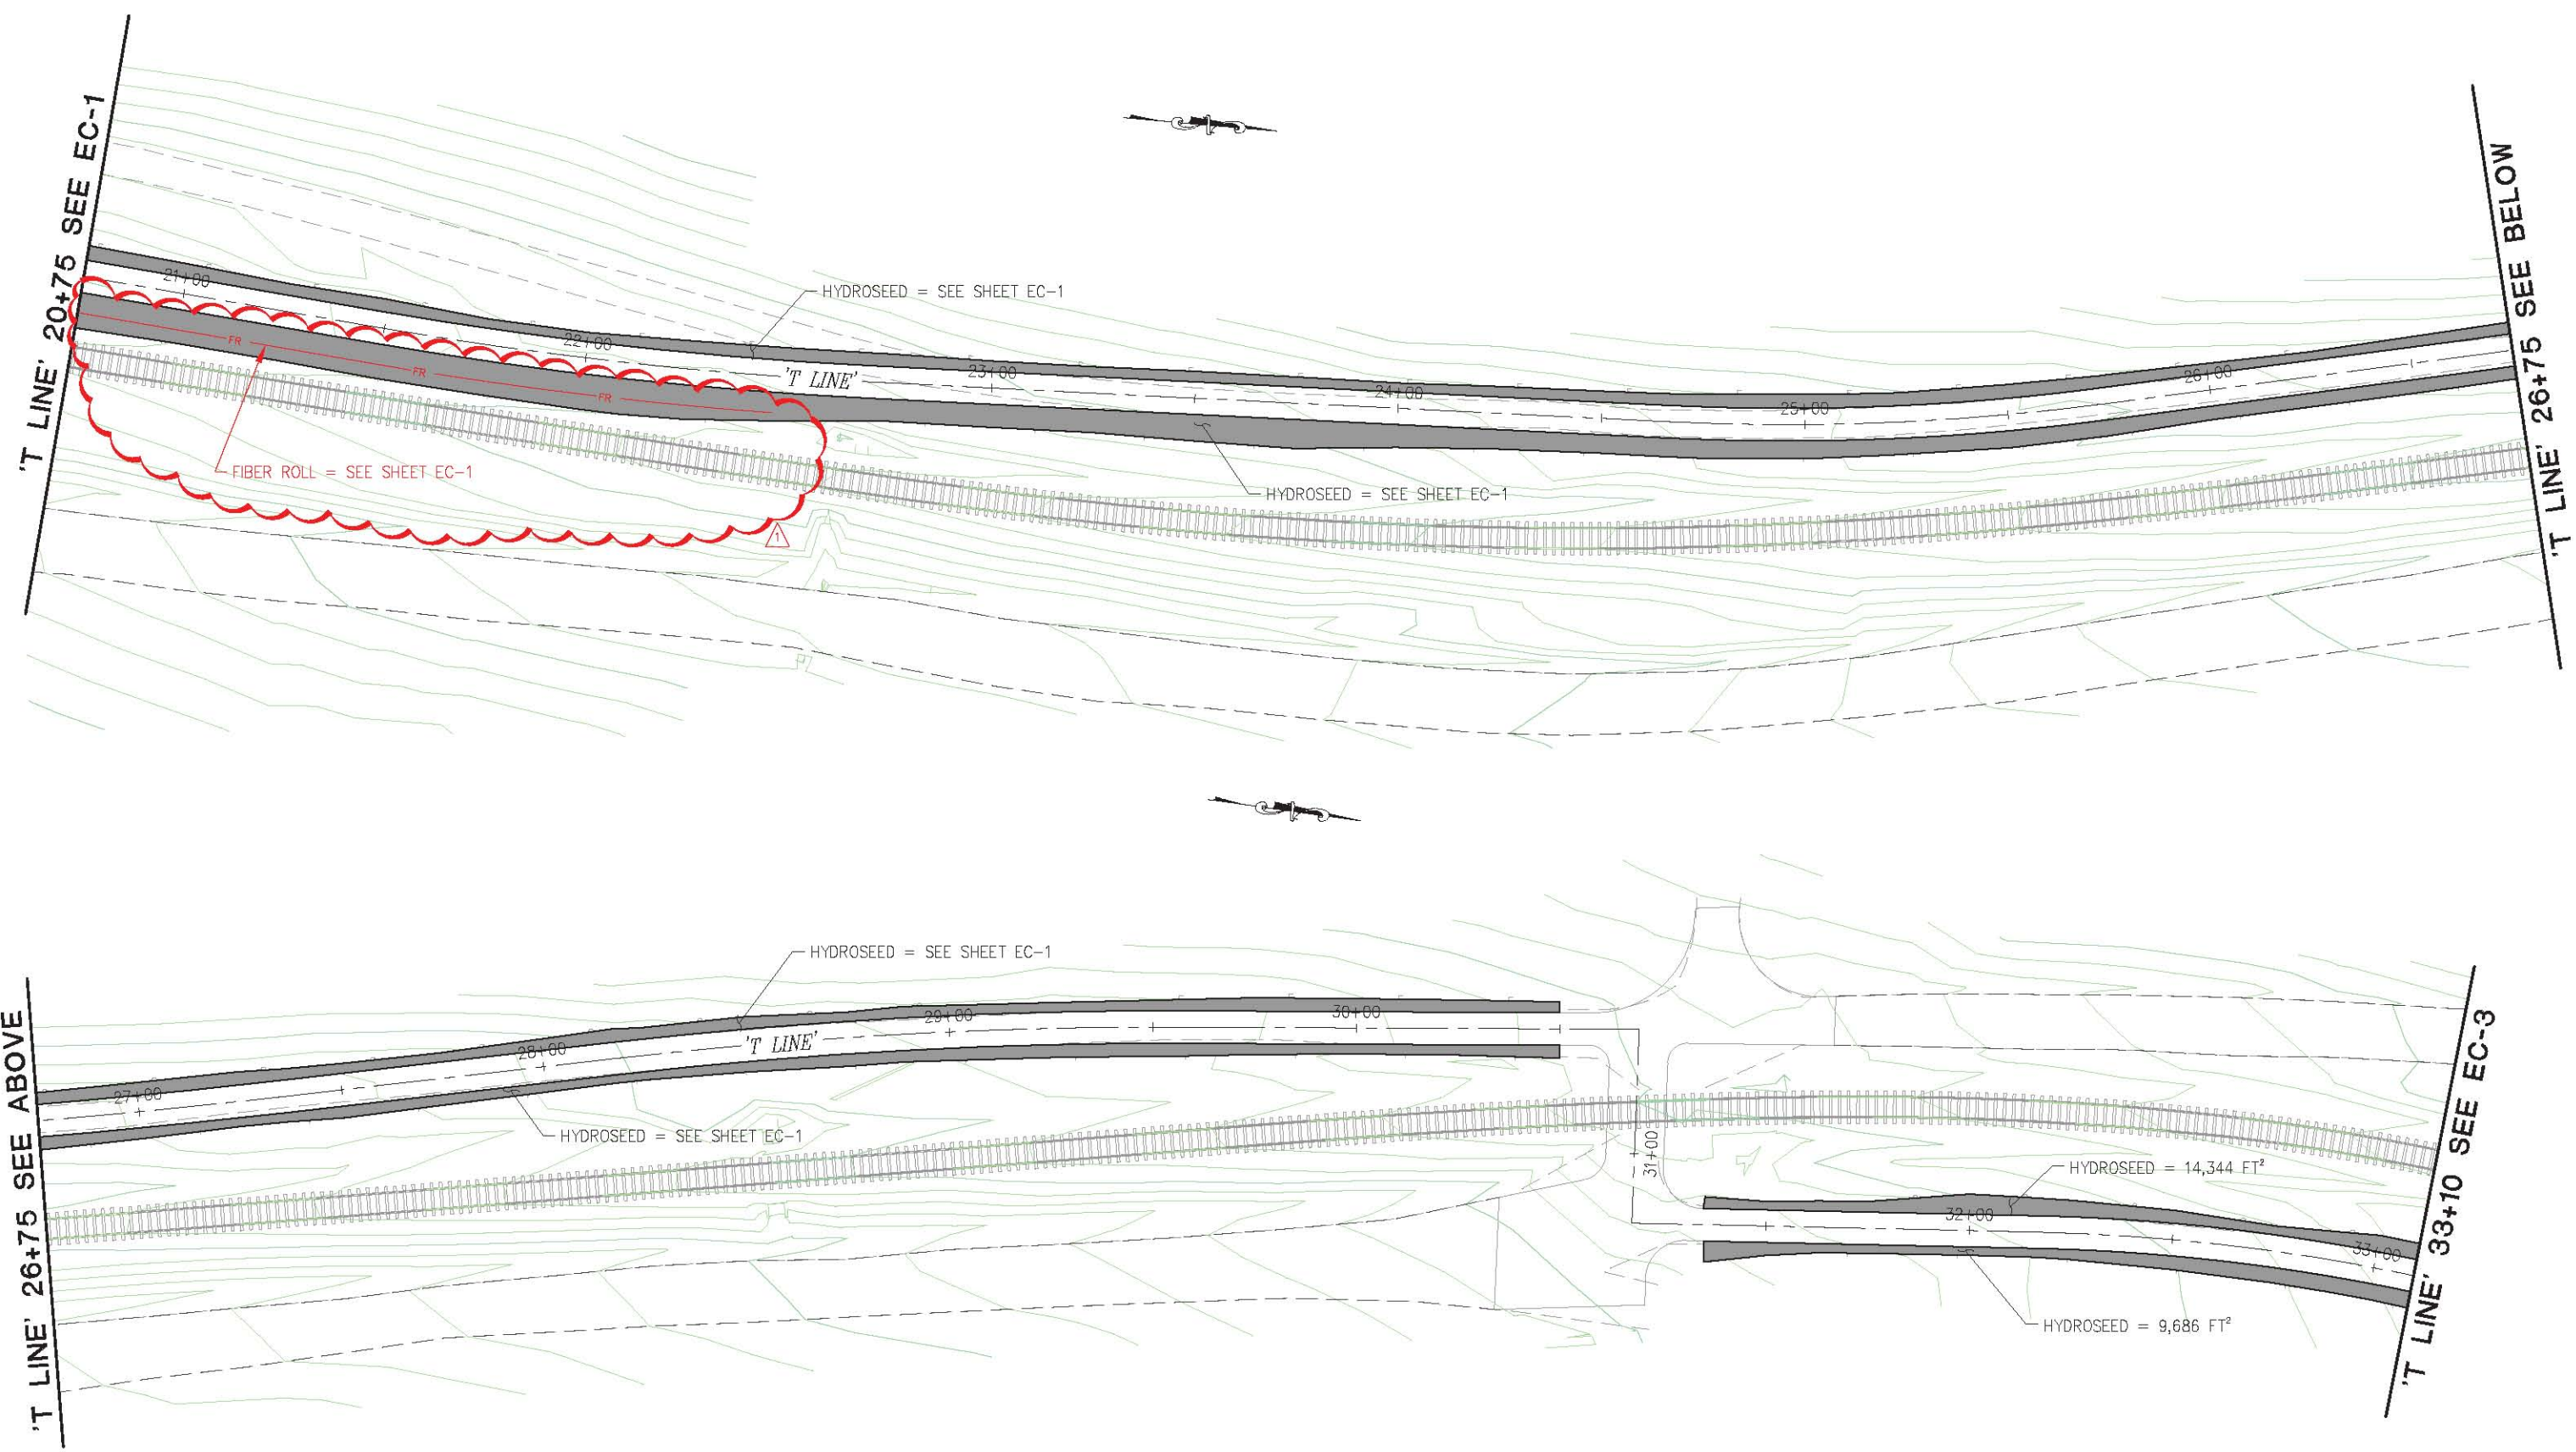 'T LINE' 20+75 SEE EC-1
21+00
22+00
'T LINE'
23+00
24+00
25+00
26+00
HYDROSEED = SEE SHEET EC-1
FR
FR
FR
FIBER ROLL = SEE SHEET EC-1
1
HYDROSEED = SEE SHEET EC-1
'T LINE' 26+75 SEE BELOW
'T LINE' 26+75 SEE ABOVE
HYDROSEED = SEE SHEET EC-1
27+00
28+00
'T LINE'
29+00
30+00
HYDROSEED = SEE SHEET EC-1
31+00
HYDROSEED = 14,344 FT²
32+00
33+00
HYDROSEED = 9,686 FT²
'T LINE' 33+10 SEE EC-3